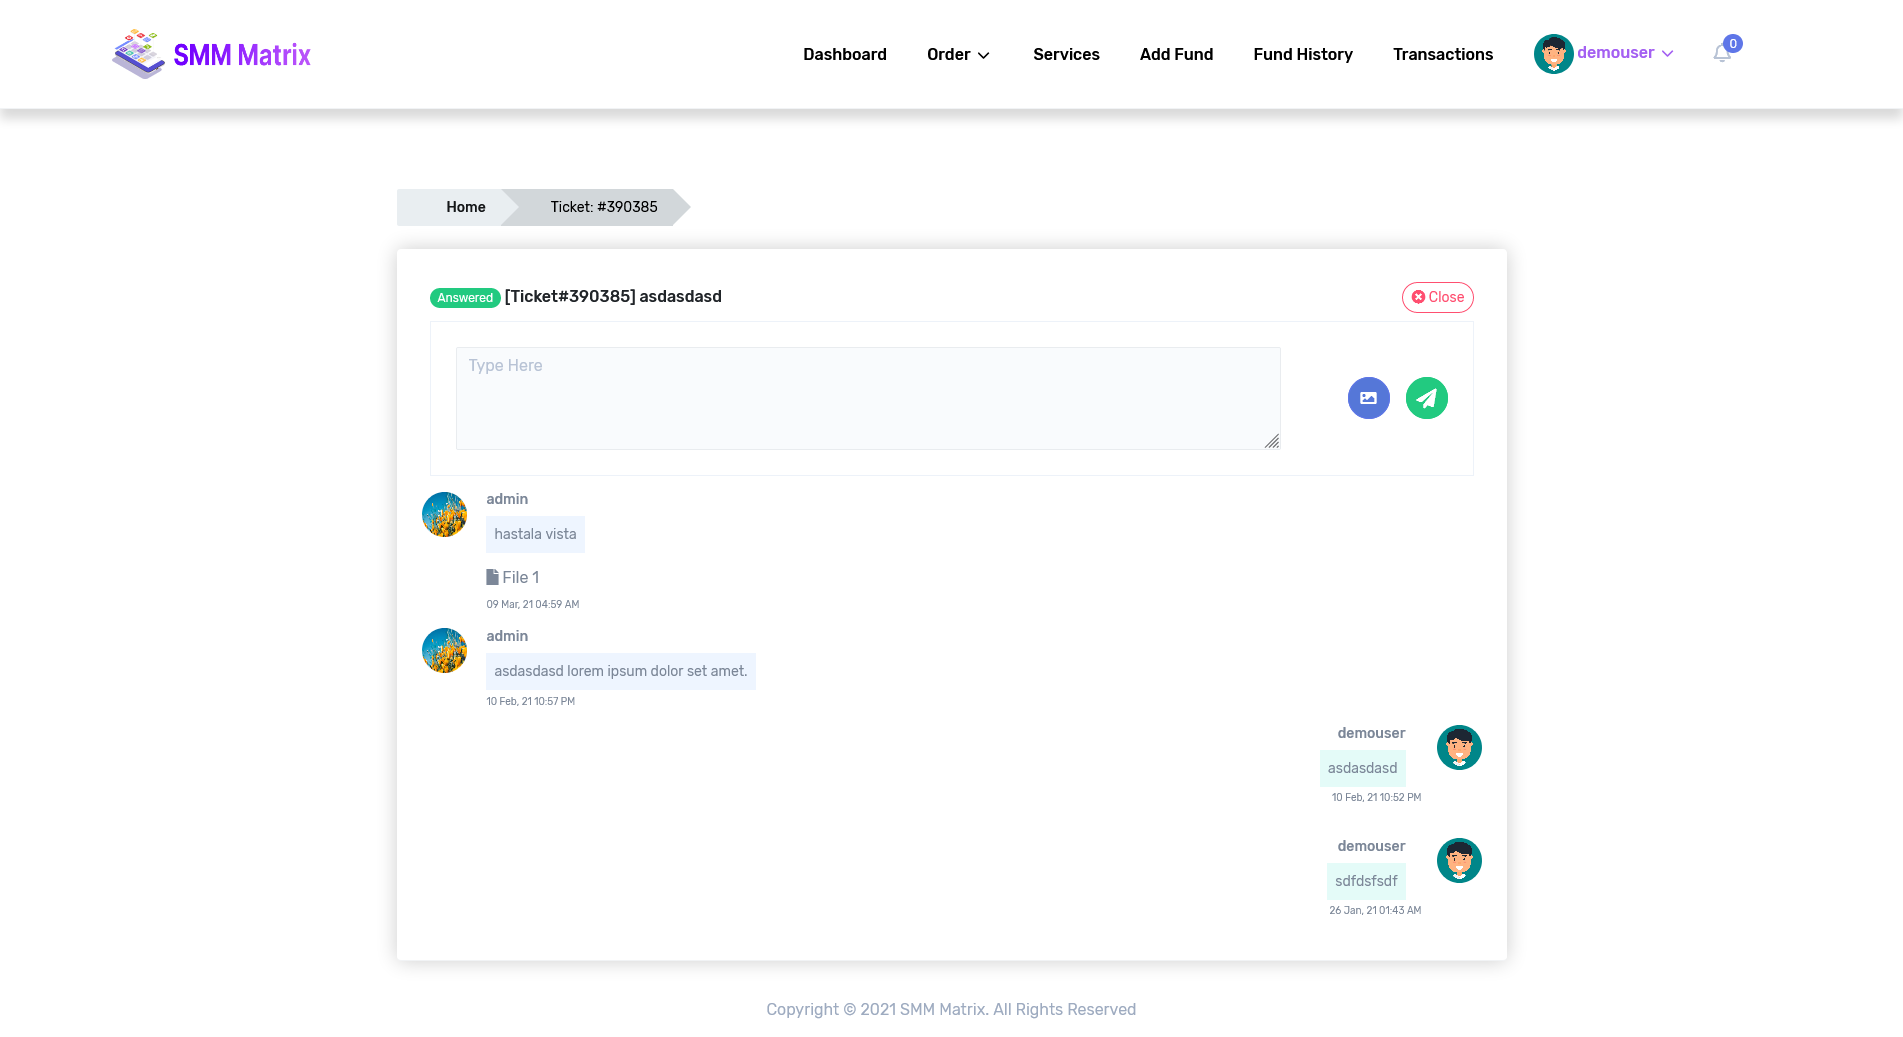 SMM Matrix
Dashboard Order Services Add Fund Fund History Transactions demouser 0
Home Ticket: #390385
Answered [Ticket#390385] asdasdasd Close
Type Here
admin
hastala vista
File 1
09 Mar, 21 04:59 AM
admin
asdasdasd lorem ipsum dolor set amet.
10 Feb, 21 10:57 PM
demouser
asdasdasd
10 Feb, 21 10:52 PM
demouser
sdfdsfsdf
26 Jan, 21 01:43 AM
Copyright © 2021 SMM Matrix. All Rights Reserved